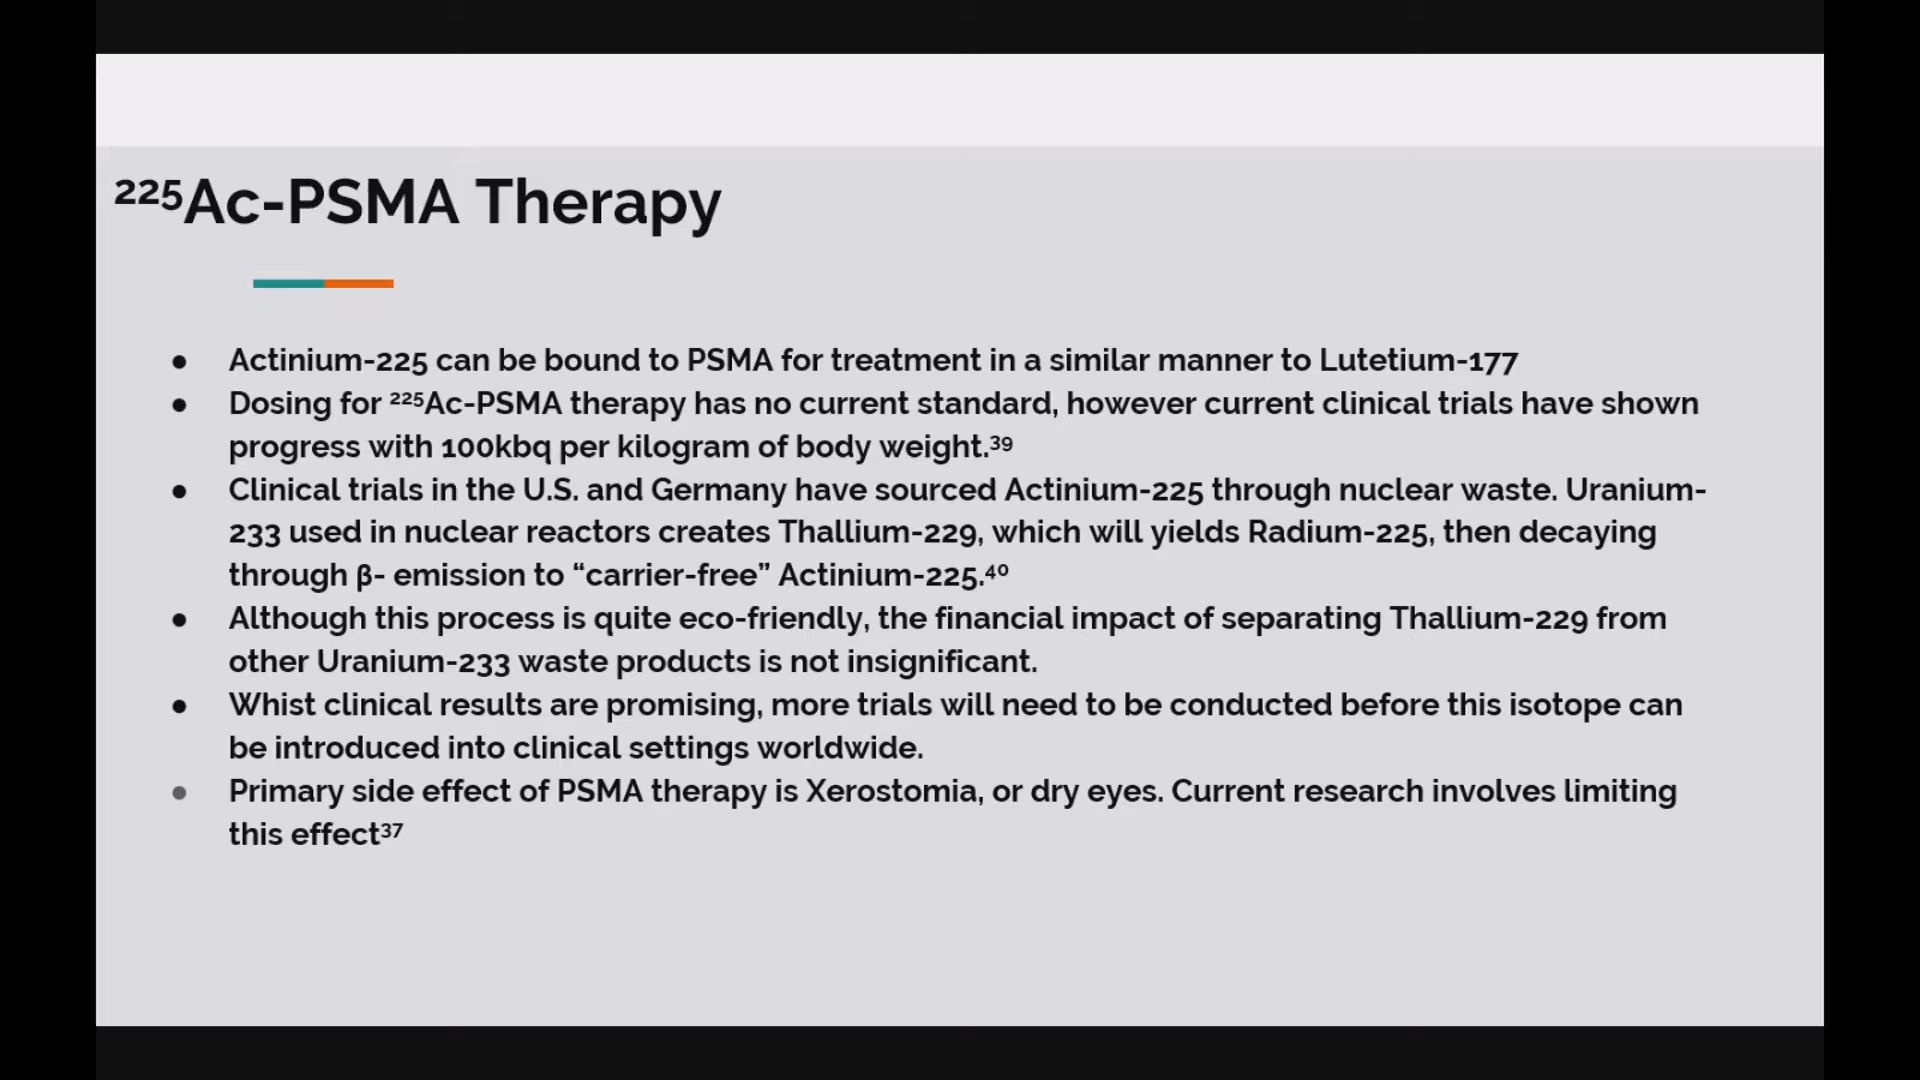 ²²⁵Ac-PSMA Therapy
● Actinium-225 can be bound to PSMA for treatment in a similar manner to Lutetium-177
● Dosing for ²²⁵Ac-PSMA therapy has no current standard, however current clinical trials have shown
progress with 100kbq per kilogram of body weight.³⁹
● Clinical trials in the U.S. and Germany have sourced Actinium-225 through nuclear waste. Uranium-
233 used in nuclear reactors creates Thallium-229, which will yields Radium-225, then decaying
through β- emission to “carrier-free” Actinium-225.⁴⁰
● Although this process is quite eco-friendly, the financial impact of separating Thallium-229 from
other Uranium-233 waste products is not insignificant.
● Whist clinical results are promising, more trials will need to be conducted before this isotope can
be introduced into clinical settings worldwide.
● Primary side effect of PSMA therapy is Xerostomia, or dry eyes. Current research involves limiting
this effect³⁷